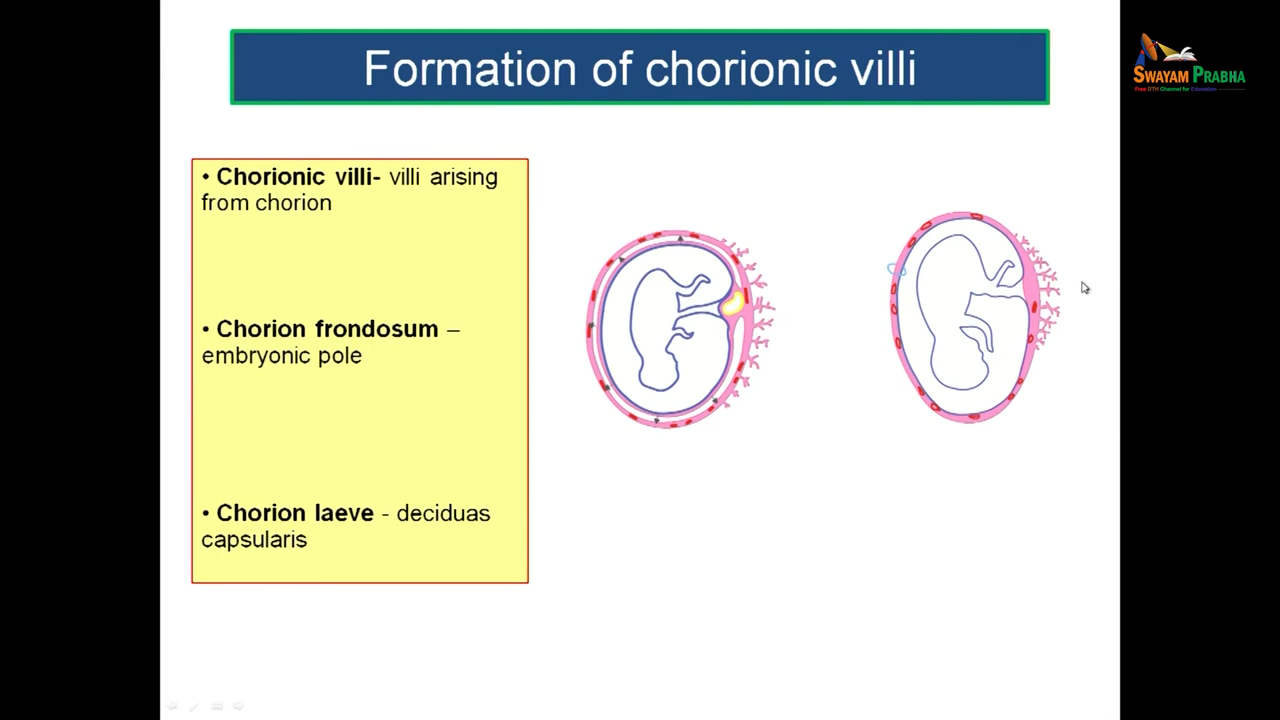 Formation of chorionic villi
SWAYAM PRABHA
Free DTH Channel for Education
• Chorionic villi- villi arising
from chorion
• Chorion frondosum –
embryonic pole
• Chorion laeve - deciduas
capsularis